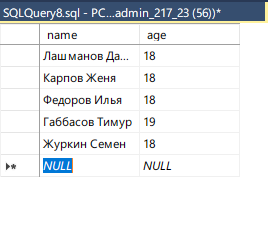 SQLQuery8.sql - PC...admin_217_23 (56))*
name age
Лашманов Да... 18
Карпов Женя 18
Федоров Илья 18
Габбасов Тимур 19
Журкин Семен 18
NULL NULL